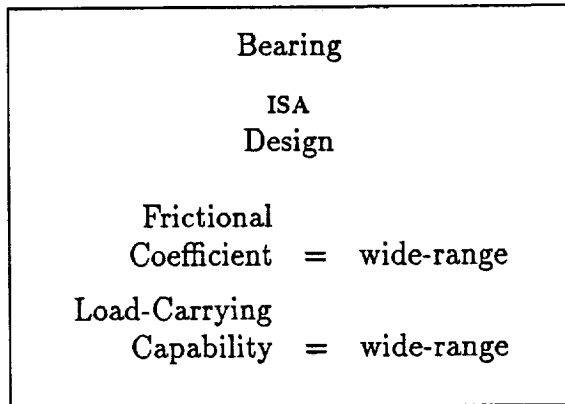 Bearing
ISA
Design
Frictional
Coefficient = wide-range
Load-Carrying
Capability = wide-range